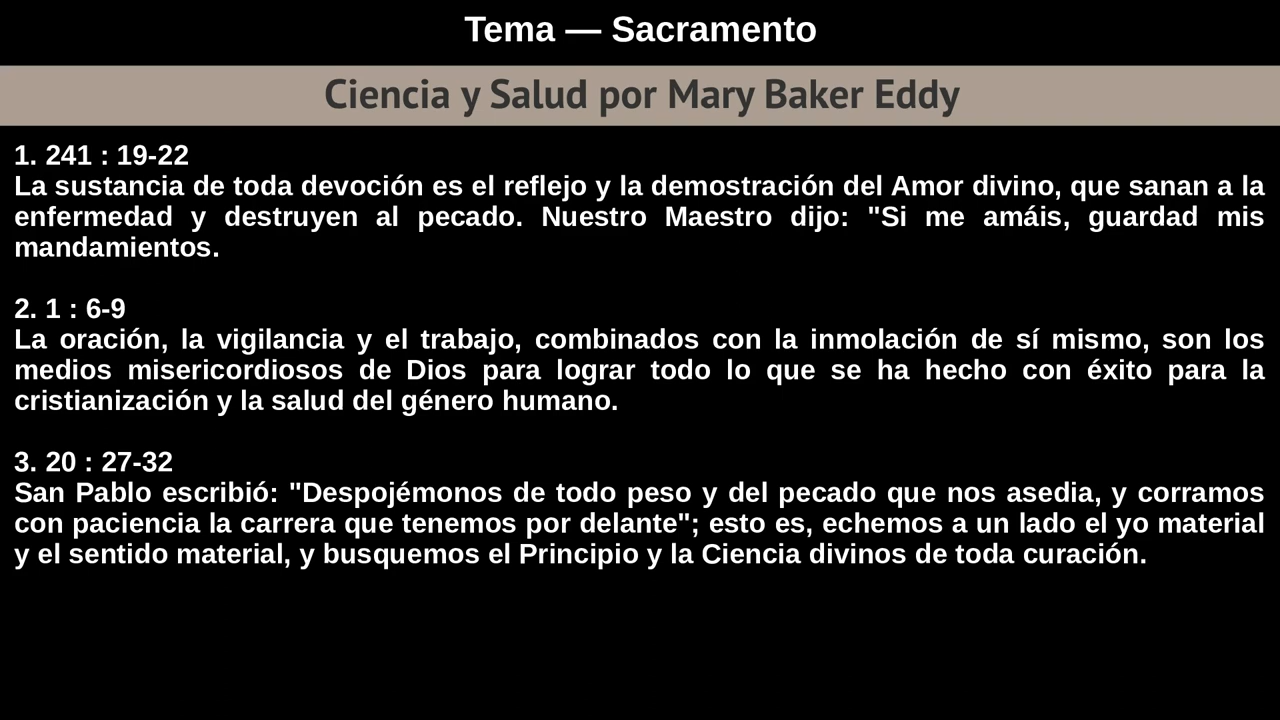 Tema — Sacramento
Ciencia y Salud por Mary Baker Eddy
1. 241 : 19-22
La sustancia de toda devoción es el reflejo y la demostración del Amor divino, que sanan a la
enfermedad y destruyen al pecado. Nuestro Maestro dijo: "Si me amáis, guardad mis
mandamientos.
2. 1 : 6-9
La oración, la vigilancia y el trabajo, combinados con la inmolación de sí mismo, son los
medios misericordiosos de Dios para lograr todo lo que se ha hecho con éxito para la
cristianización y la salud del género humano.
3. 20 : 27-32
San Pablo escribió: "Despojémonos de todo peso y del pecado que nos asedia, y corramos
con paciencia la carrera que tenemos por delante"; esto es, echemos a un lado el yo material
y el sentido material, y busquemos el Principio y la Ciencia divinos de toda curación.